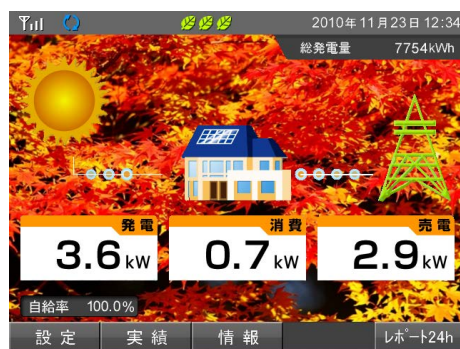 2010年11月23日 12:34
総発電量 7754kWh
発電 消費 売電
3.6kW 0.7kW 2.9kW
自給率 100.0%
設定 実績 情報 ﾚﾎﾟｰﾄ24h